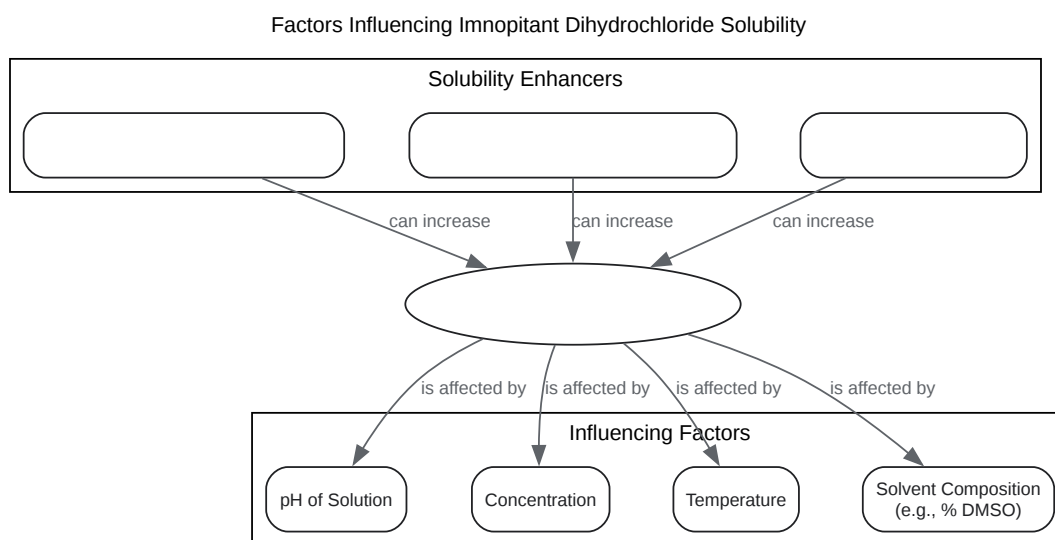 Factors Influencing Imnopitant Dihydrochloride Solubility
Solubility Enhancers
can increase
can increase
can increase
is affected by
is affected by
is affected by
is affected by
Influencing Factors
pH of Solution
Concentration
Temperature
Solvent Composition
(e.g., % DMSO)